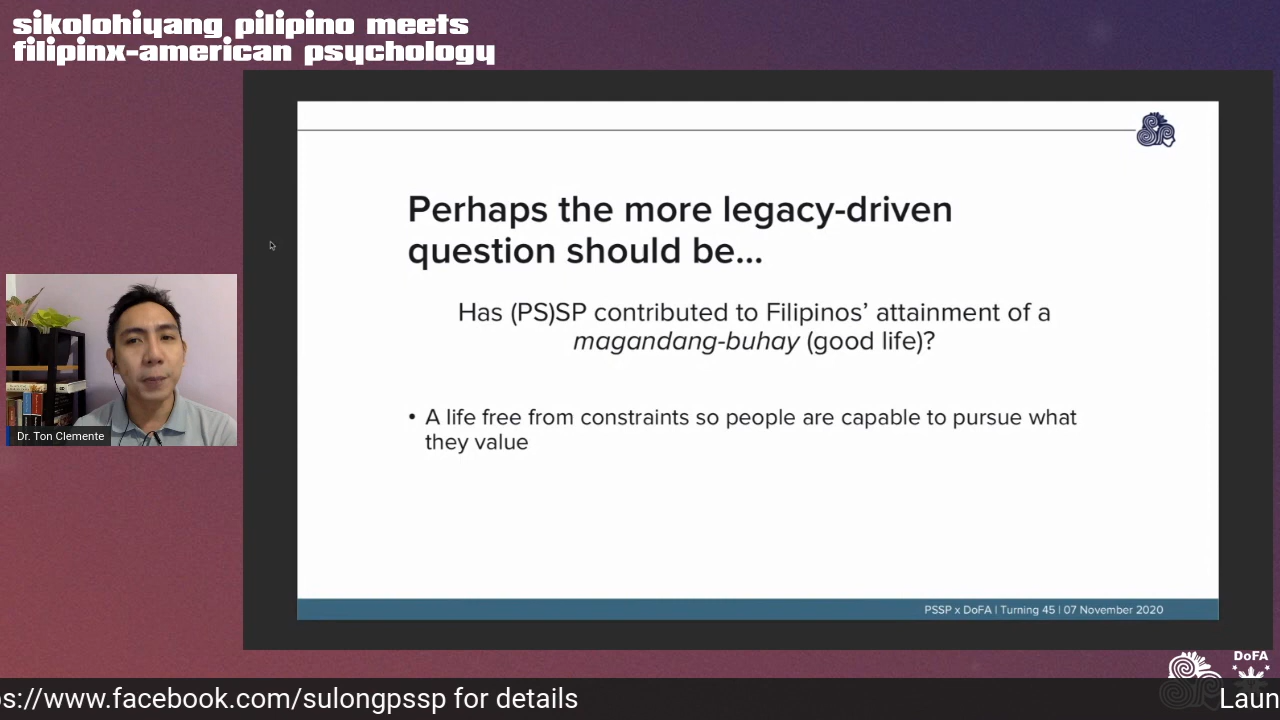 sikolohiyang pilipino meets
filipinx-american psychology
Perhaps the more legacy-driven
question should be...
Has (PS)SP contributed to Filipinos' attainment of a
magandang-buhay (good life)?
• A life free from constraints so people are capable to pursue what
they value
Dr. Ton Clemente
PSSP x DoFA | Turning 45 | 07 November 2020
DoFA
s://www.facebook.com/sulongpssp for details
Laun